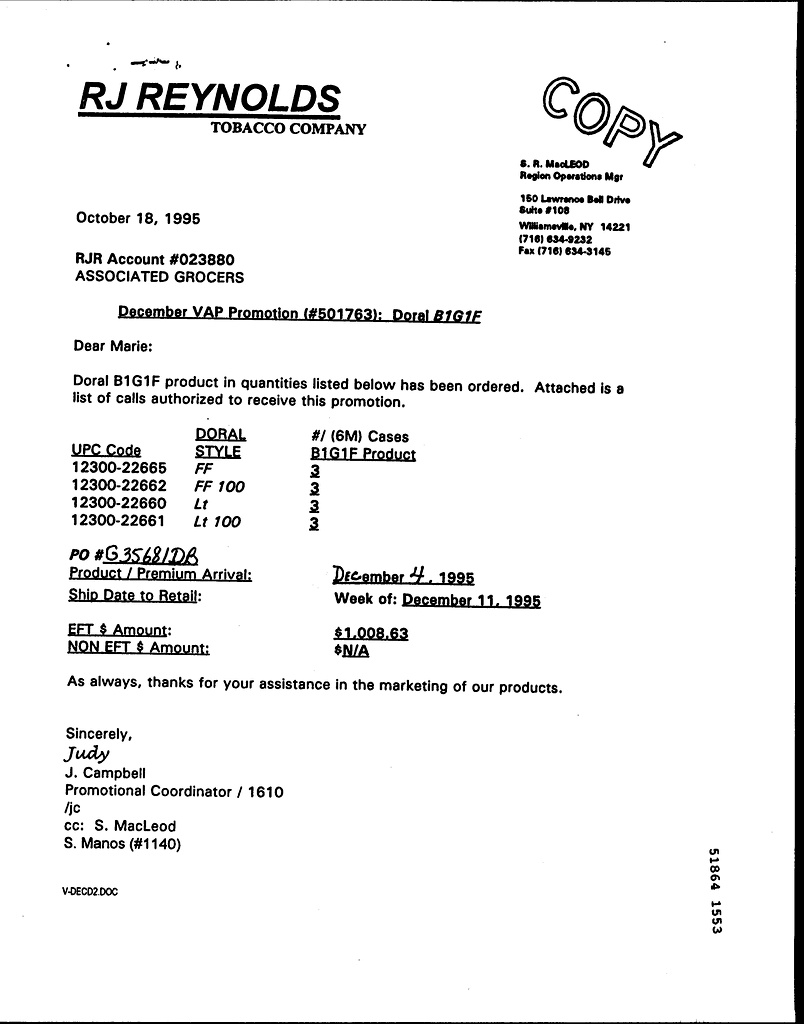 RJ REYNOLDS
TOBACCO COMPANY
COPY
S. R. MacLEOD
Region Operations Mgr
150 Lawrence Bell Drive
Suite #108
Williamsville, NY 14221
(716) 634-9232
Fax (716) 634-3145
October 18, 1995
RJR Account #023880
ASSOCIATED GROCERS
December VAP Promotion (#501763): Doral B1G1F
Dear Marie:
Doral B1G1F product in quantities listed below has been ordered. Attached is a
list of calls authorized to receive this promotion.
DORAL #/ (6M) Cases
UPC Code STYLE B1G1F Product
12300-22665 FF 3
12300-22662 FF 100 3
12300-22660 Lt 3
12300-22661 Lt 100 3
PO #G35681DB
Product / Premium Arrival: December 4, 1995
Ship Date to Retail: Week of: December 11, 1995
EFT $ Amount: $1,008.63
NON EFT $ Amount: $N/A
As always, thanks for your assistance in the marketing of our products.
Sincerely,
Judy
J. Campbell
Promotional Coordinator / 1610
/jc
cc: S. MacLeod
S. Manos (#1140)
V-DECD2.DOC
51864 1553